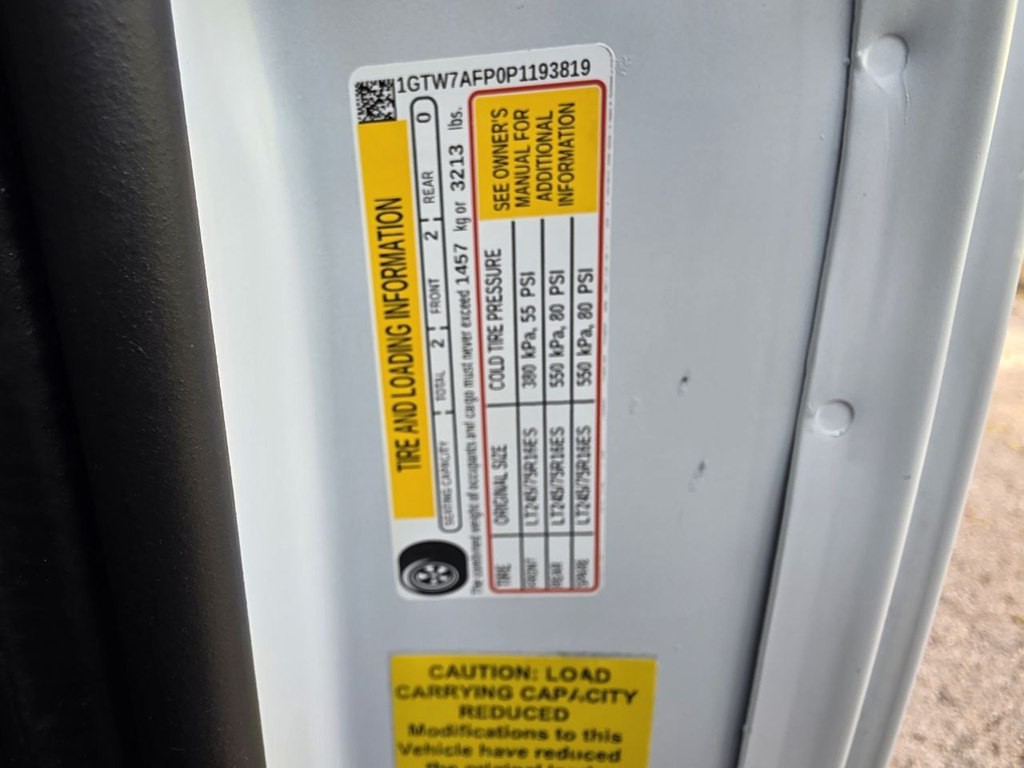 1GTW7AFP0P1193819
TIRE AND LOADING INFORMATION
SEATING CAPACITY TOTAL 2 FRONT 2 REAR 0
The combined weight of occupants and cargo must never exceed 1457 kg or 3213 lbs.
TIRE ORIGINAL SIZE COLD TIRE PRESSURE
FRONT LT245/75R16ES 380 kPa, 55 PSI
REAR LT245/75R16ES 550 kPa, 80 PSI
SPARE LT245/75R16ES 550 kPa, 80 PSI
SEE OWNER'S
MANUAL FOR
ADDITIONAL
INFORMATION
CAUTION: LOAD
CARRYING CAPACITY
REDUCED
Modifications to this
Vehicle have reduced